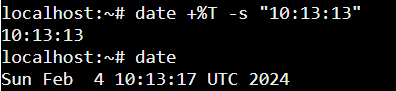 localhost:~# date +%T -s "10:13:13"
10:13:13
localhost:~# date
Sun Feb  4 10:13:17 UTC 2024